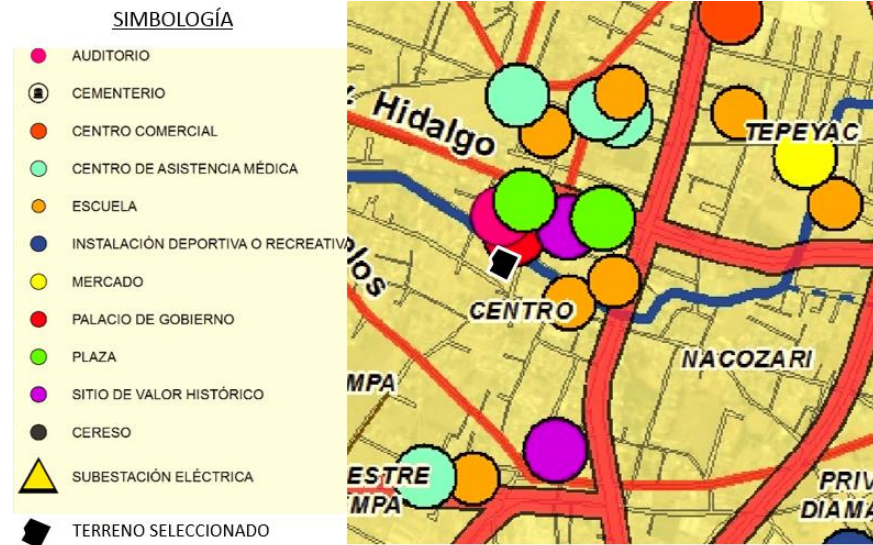 SIMBOLOGÍA
AUDITORIO
CEMENTERIO
CENTRO COMERCIAL
CENTRO DE ASISTENCIA MÉDICA
ESCUELA
INSTALACIÓN DEPORTIVA O RECREATIV
MERCADO
PALACIO DE GOBIERNO
PLAZA
SITIO DE VALOR HISTÓRICO
CERESO
SUBESTACIÓN ELÉCTRICA
TERRENO SELECCIONADO
Hidalgo
TEPEYAC
los
CENTRO
NACOZARI
MPA
ESTRE
MPA
PRIV
DIAMA